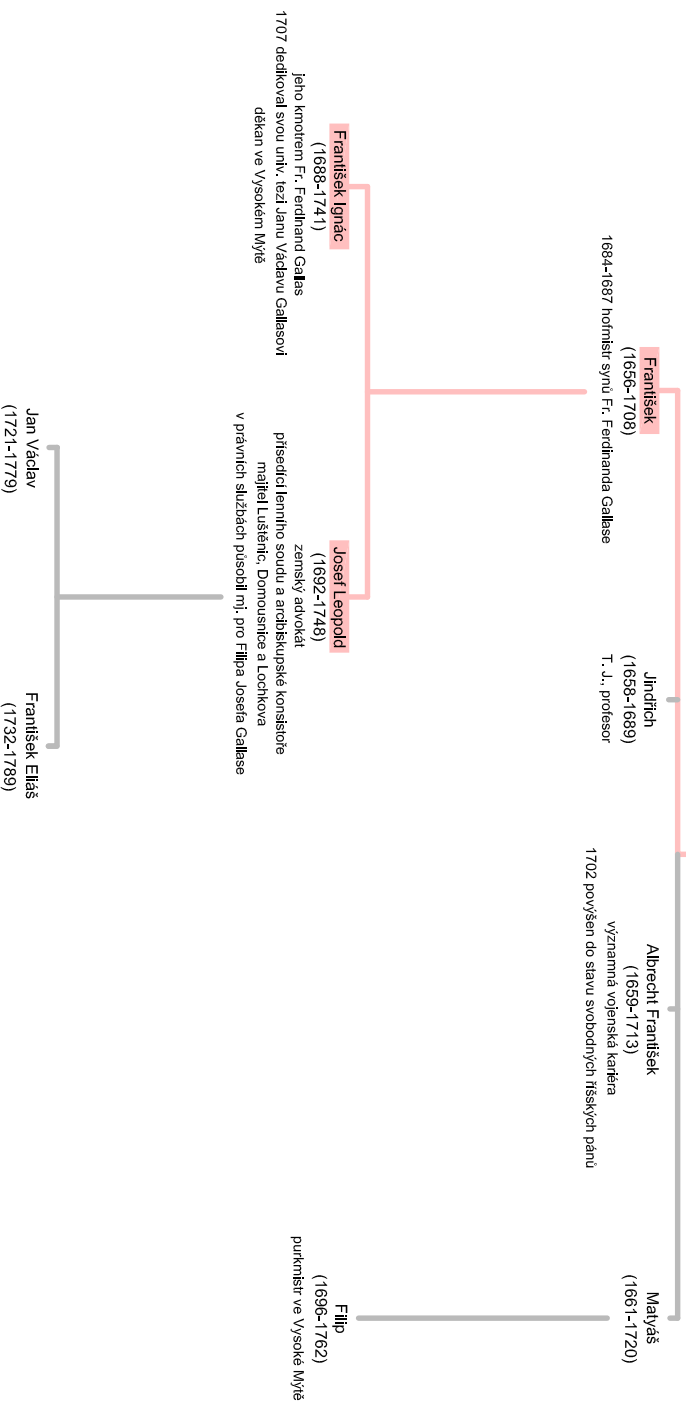 František
(1656-1708)
1684-1687 hofmistr synů Fr. Ferdinanda Gallase
Jindřich
(1658-1689)
T. J., profesor
Albrecht František
(1659-1713)
významná vojenská kariéra
1702 povýšen do stavu svobodných říšských pánů
Matyáš
(1661-1720)
František Ignác
(1688-1741)
jeho kmotrem Fr. Ferdinand Gallas
1707 dedikoval svou univ. tezi Janu Václavu Gallasovi
děkan ve Vysokém Mýtě
Josef Leopold
(1692-1748)
zemský advokát
přísedící lenního soudu a arcibiskupské konsistoře
majitel Luštěnic, Domousnice a Lochkova
v právních službách působil mj. pro Filipa Josefa Gallase
Filip
(1696-1762)
purkmistr ve Vysoké Mýtě
Jan Václav
(1721-1779)
František Eliáš
(1732-1789)